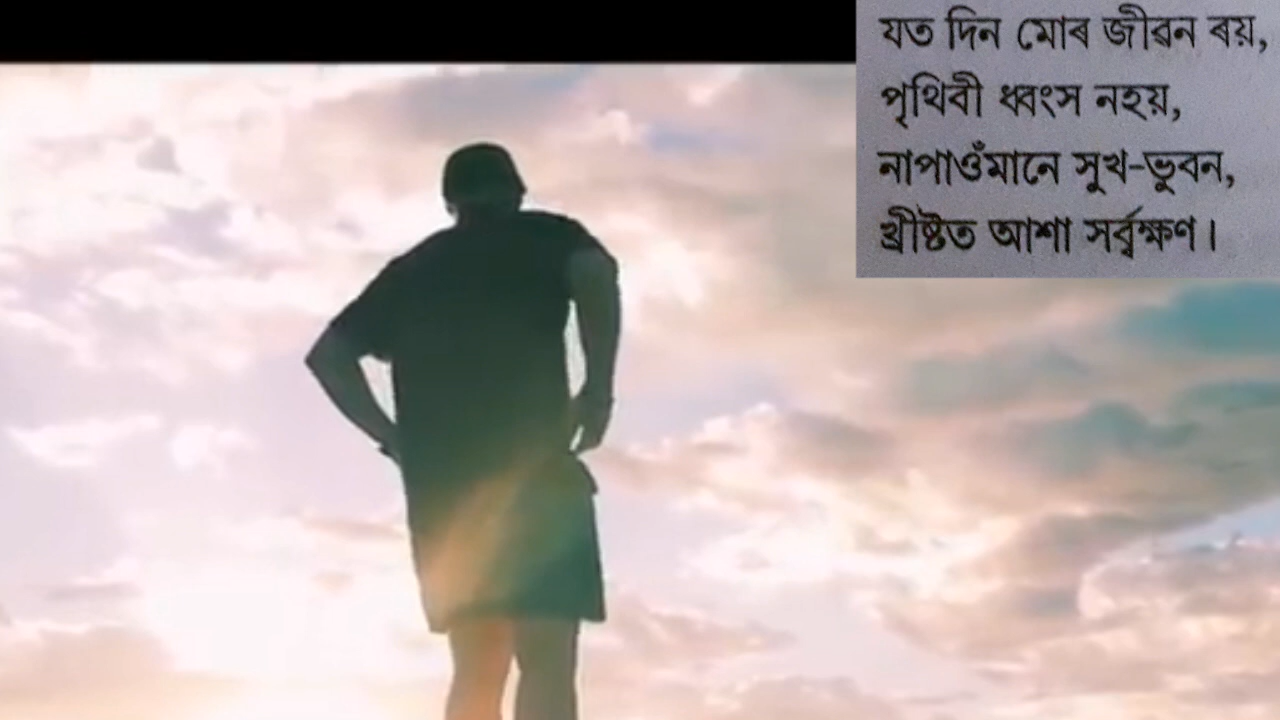 যত দিন মোৰ জীৱন ৰয়,
পৃথিবী ধ্বংস নহয়,
নাপাওঁমানে সুখ-ভুবন,
খ্ৰীষ্টত আশা সৰ্ব্বক্ষণ।